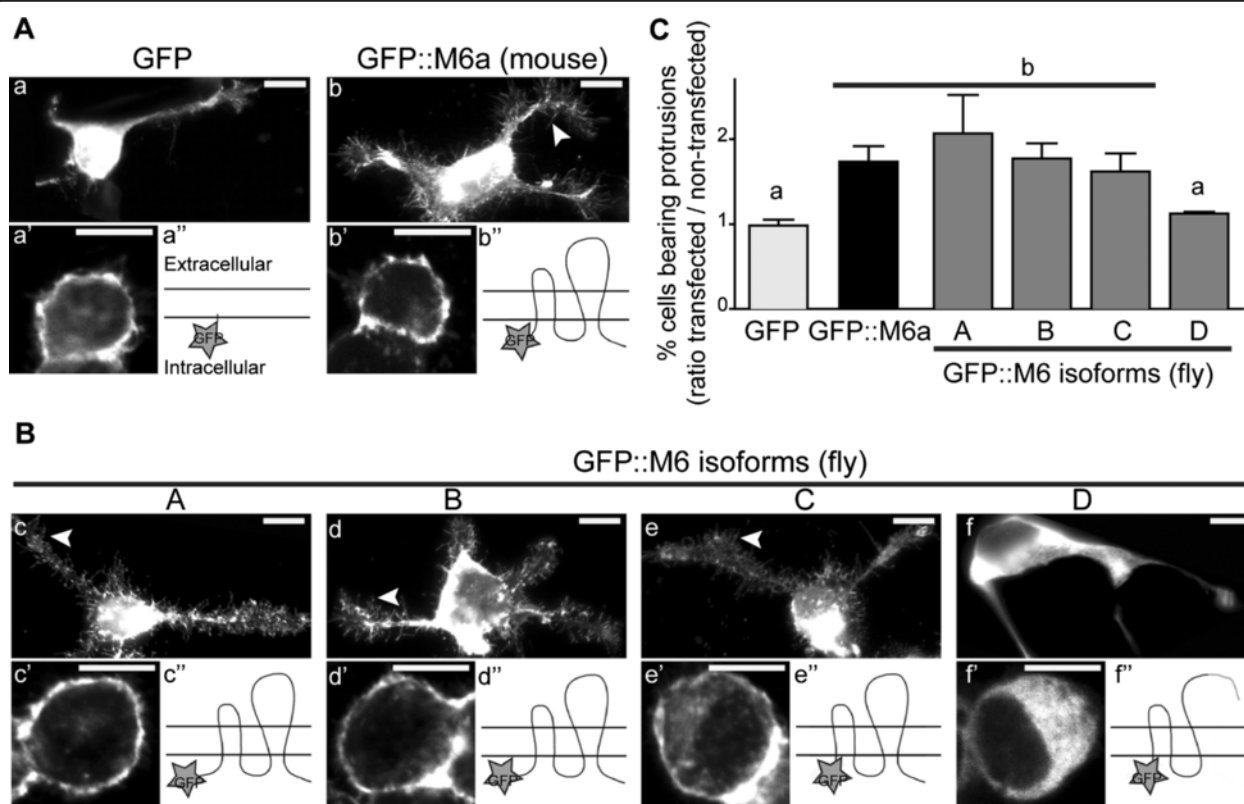 A
GFP
GFP::M6a (mouse)
a
b
a'
a''
Extracellular
GFP
Intracellular
b'
b''
GFP
C
% cells bearing protrusions
(ratio transfected / non-transfected)
2
1
0
a
b
a
GFP
GFP::M6a
A
B
C
D
GFP::M6 isoforms (fly)
B
GFP::M6 isoforms (fly)
A
B
C
D
c
d
e
f
c'
c''
GFP
d'
d''
GFP
e'
e''
GFP
f'
f''
GFP